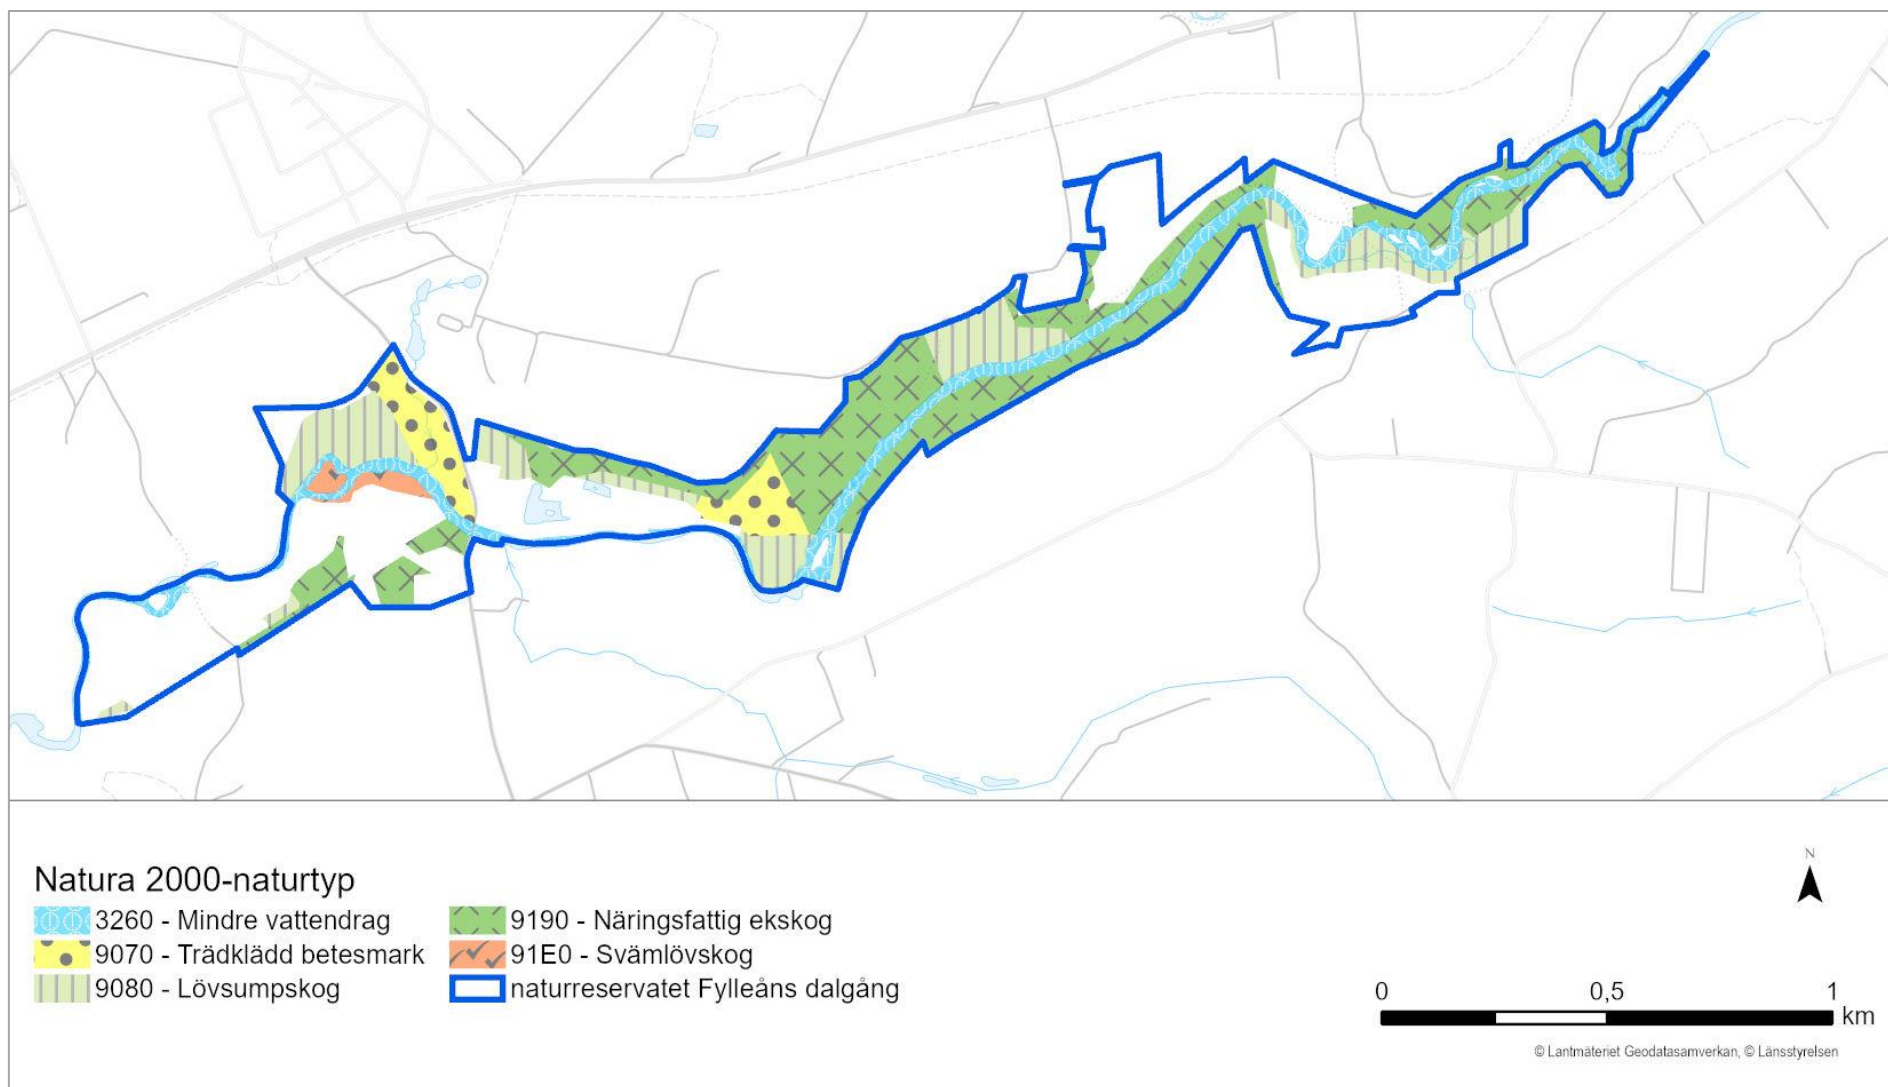 Natura 2000-naturtyp
3260 - Mindre vattendrag
9070 - Trädklädd betesmark
9080 - Lövsumpskog
9190 - Näringsfattig ekskog
91E0 - Svämlövskog
naturreservatet Fylleåns dalgång
N
0 0,5 1
km
© Lantmäteriet Geodatasamverkan, © Länsstyrelsen